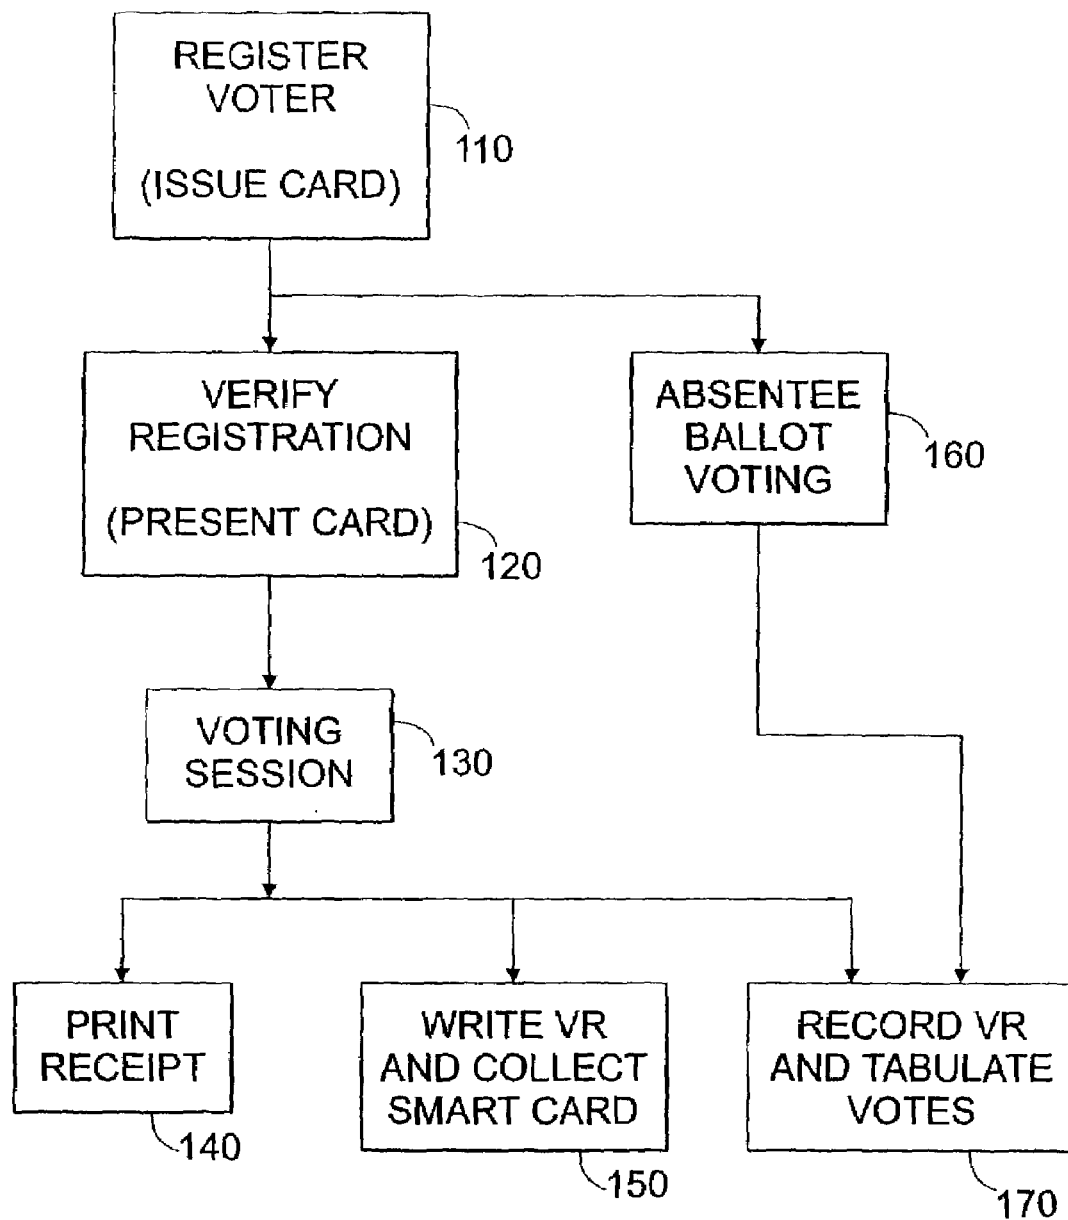 REGISTER
VOTER
(ISSUE CARD)
110
VERIFY
REGISTRATION
(PRESENT CARD)
120
ABSENTEE
BALLOT
VOTING
160
VOTING
SESSION
130
PRINT
RECEIPT
140
WRITE VR
AND COLLECT
SMART CARD
150
RECORD VR
AND TABULATE
VOTES
170